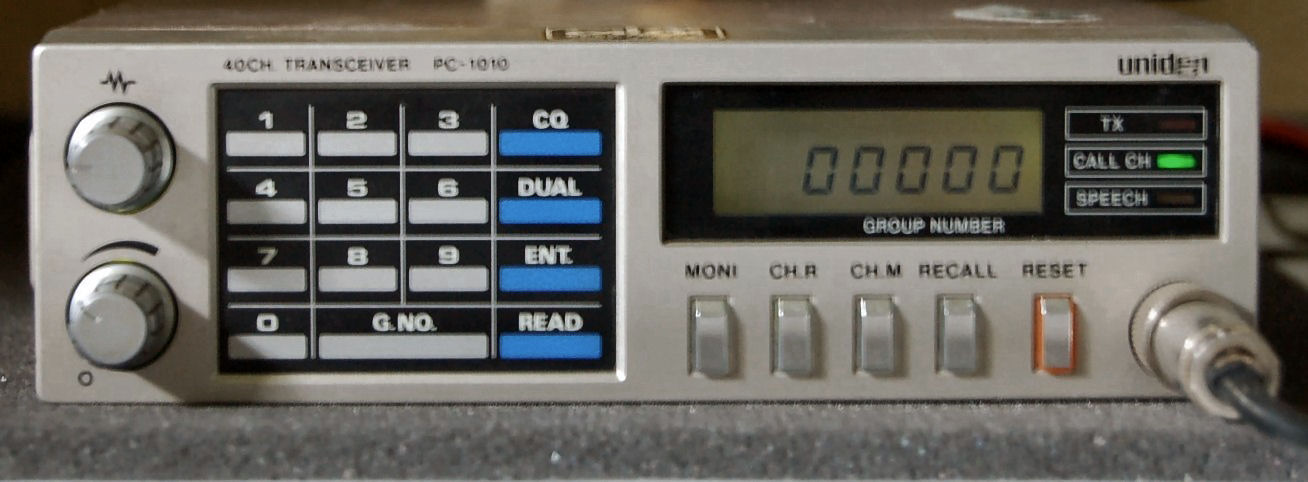 40CH. TRANSCEIVER PC-1010
uniden
1 2 3 CQ
4 5 6 DUAL
7 8 9 ENT.
0 G.NO. READ
00000
GROUP NUMBER
TX
CALL CH
SPEECH
MONI CH.R CH.M RECALL RESET
O